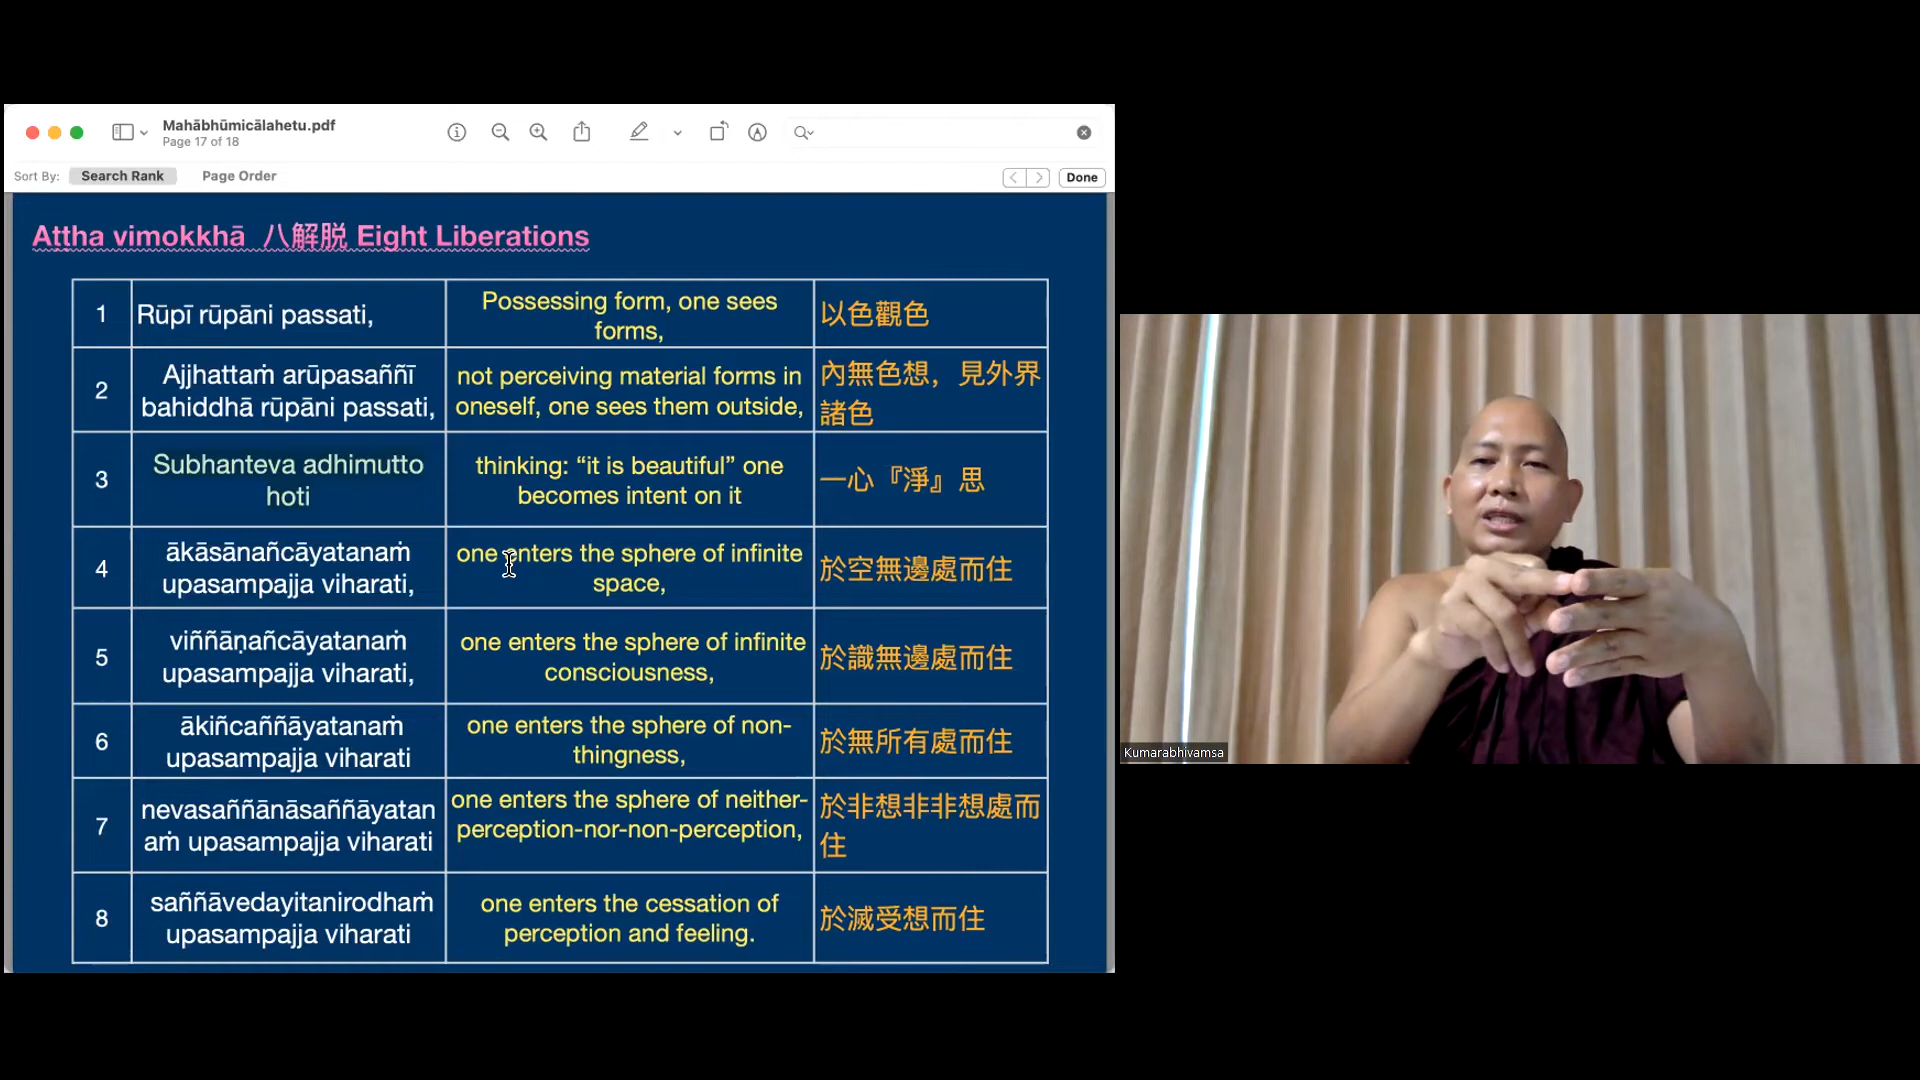 Mahābhūmicālahetu.pdf
Page 17 of 18
Sort By:
Search Rank
Page Order
Done
Aṭṭha vimokkhā 八解脱 Eight Liberations
1
Rūpī rūpāni passati,
Possessing form, one sees
forms,
以色觀色
2
Ajjhattaṁ arūpasaññī
bahiddhā rūpāni passati,
not perceiving material forms in
oneself, one sees them outside,
內無色想，見外界
諸色
3
Subhanteva adhimutto
hoti
thinking: “it is beautiful” one
becomes intent on it
一心『淨』思
4
ākāsānañcāyatanaṁ
upasampajja viharati,
one enters the sphere of infinite
space,
於空無邊處而住
5
viññāṇañcāyatanaṁ
upasampajja viharati,
one enters the sphere of infinite
consciousness,
於識無邊處而住
6
ākiñcaññāyatanaṁ
upasampajja viharati
one enters the sphere of non-
thingness,
於無所有處而住
7
nevasaññānāsaññāyatan
aṁ upasampajja viharati
one enters the sphere of neither-
perception-nor-non-perception,
於非想非非想處而
住
8
saññāvedayitanirodhaṁ
upasampajja viharati
one enters the cessation of
perception and feeling.
於滅受想而住
Kumarabhivamsa